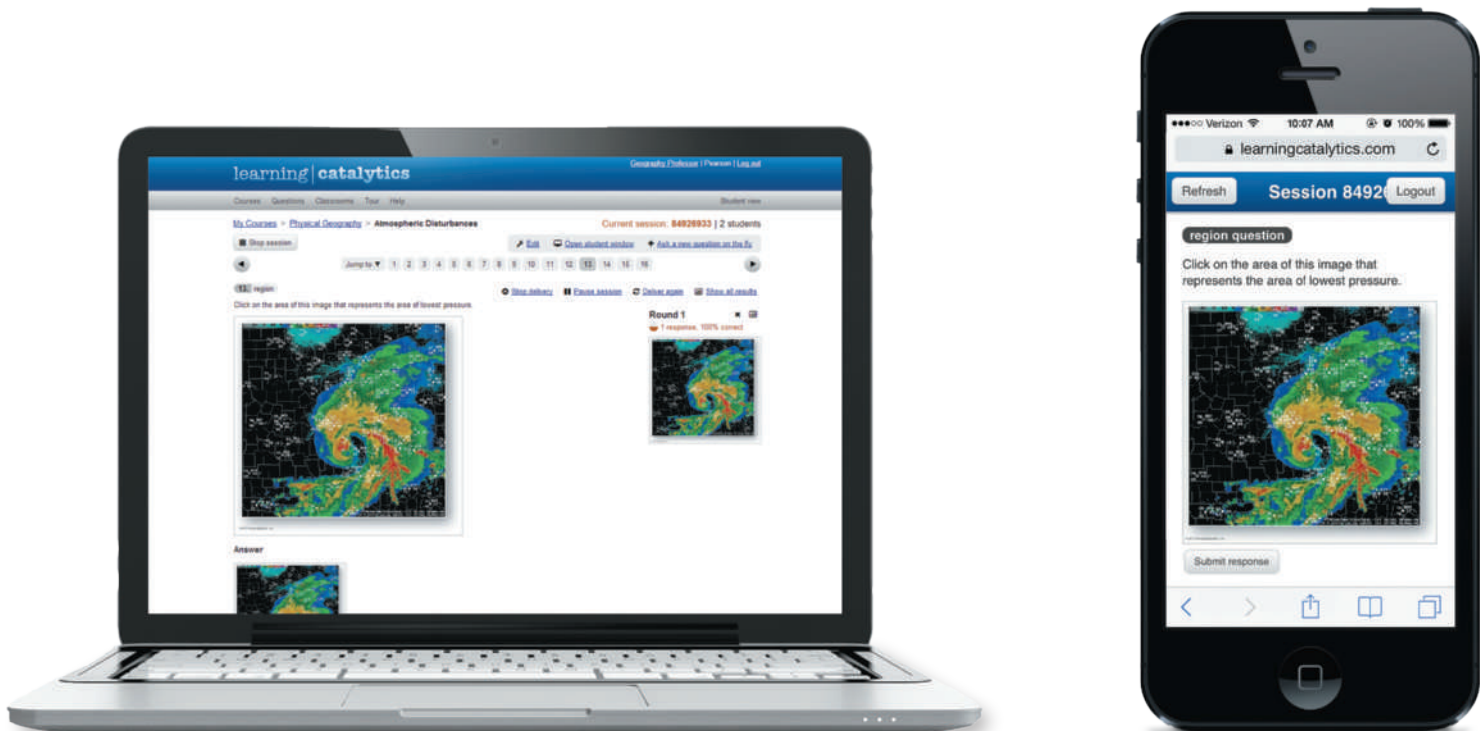 learning | catalytics
Geography Professor | Pearson | Log out
Courses Questions Classrooms Tour Help
Student view
My Courses > Physical Geography > Atmospheric Disturbances
Current session: 84926933 | 2 students
Stop session
Edit Open student window Ask a new question on the fly
Jump to ▼ 1 2 3 4 5 6 7 8 9 10 11 12 13 14 15 16
13. region
Stop delivery Pause session Deliver again Show all results
Click on the area of this image that represents the area of lowest pressure.
Round 1
1 response, 100% correct
Answer
Verizon 10:07 AM 100%
learningcatalytics.com
Refresh Session 8492 Logout
region question
Click on the area of this image that
represents the area of lowest pressure.
Submit response